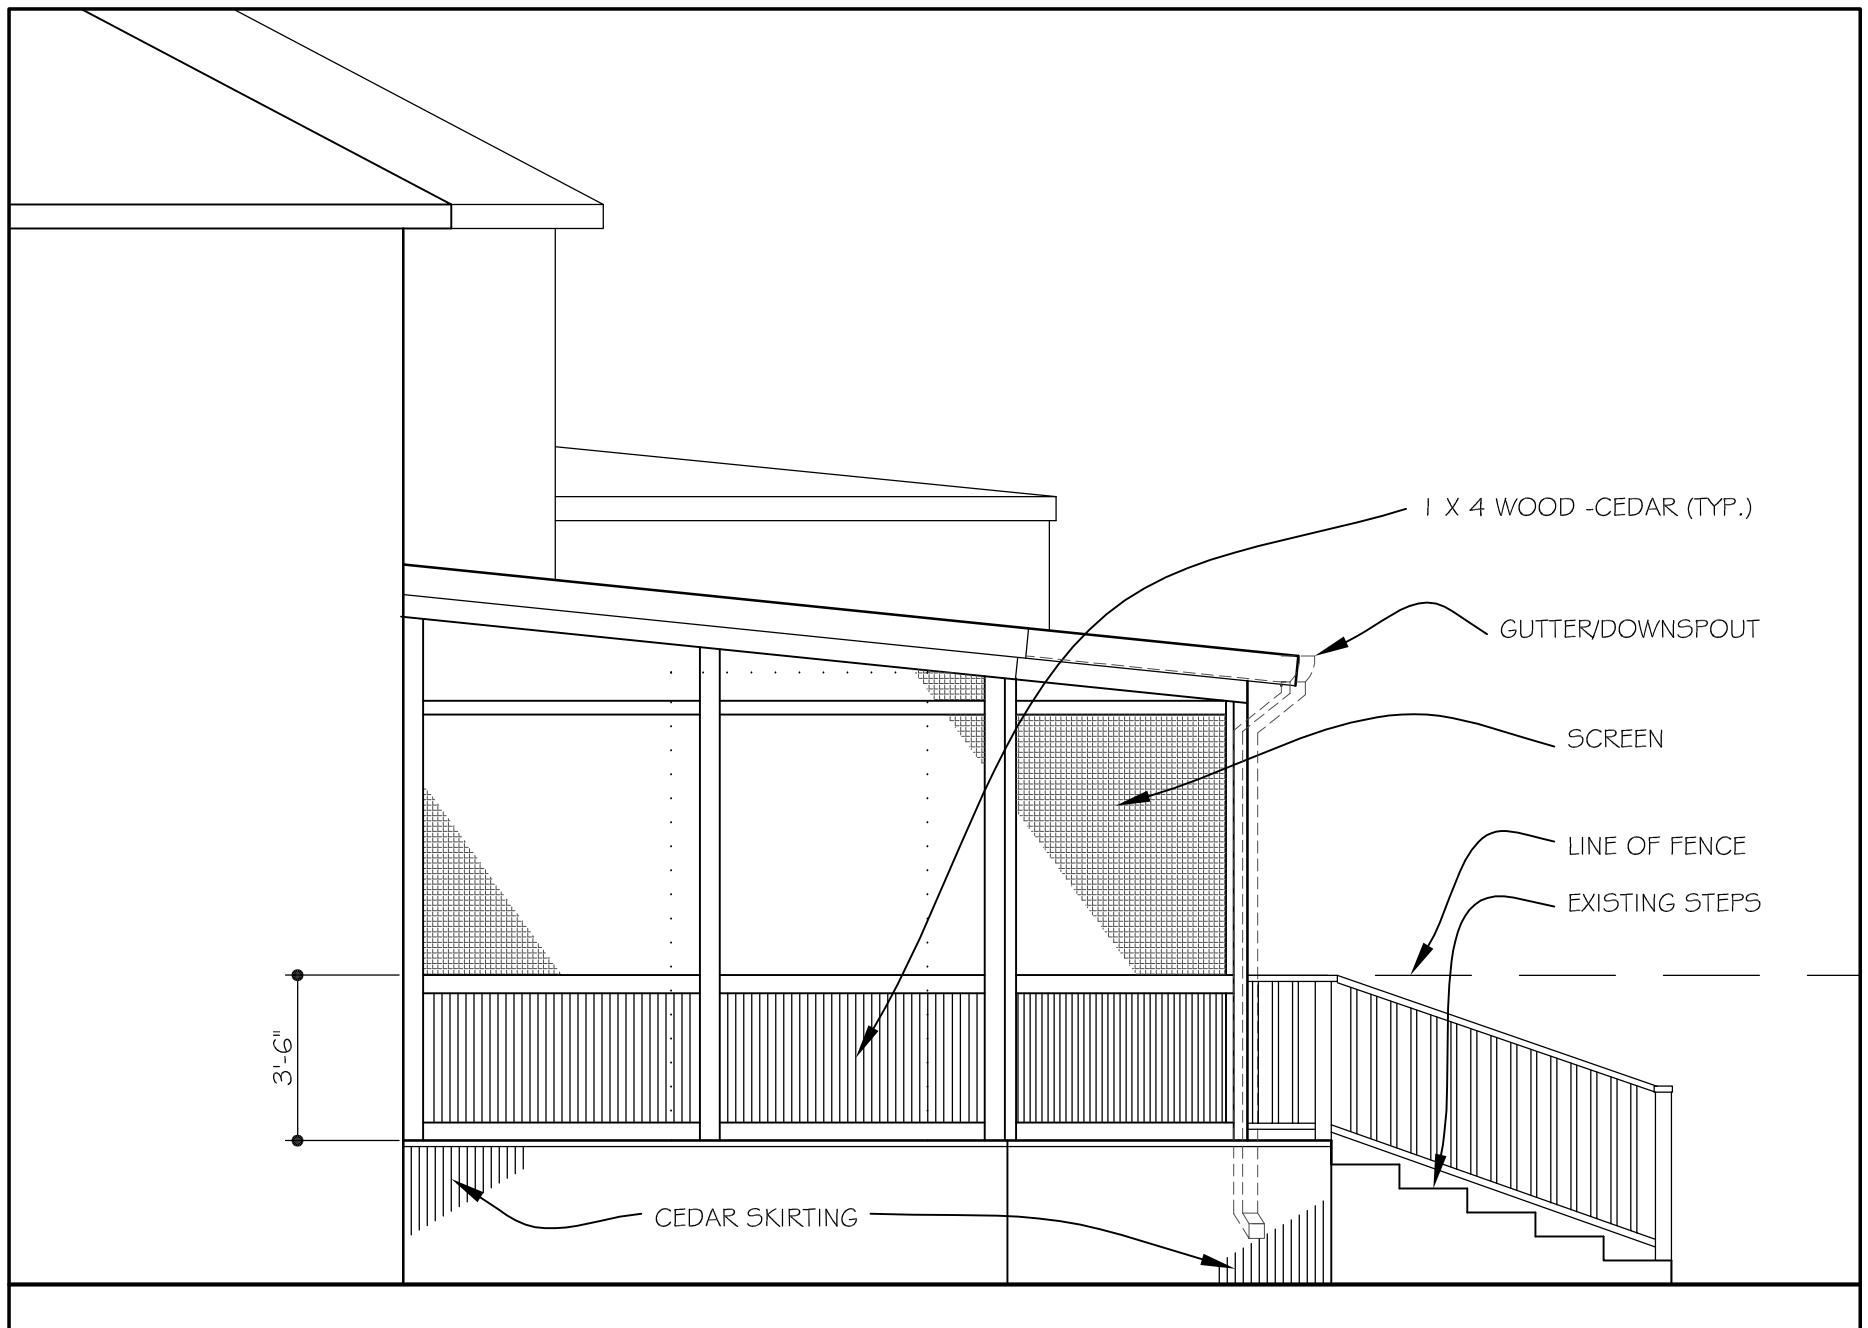 1 X 4 WOOD -CEDAR (TYP.)
GUTTER/DOWNSPOUT
SCREEN
LINE OF FENCE
EXISTING STEPS
3'-6"
CEDAR SKIRTING